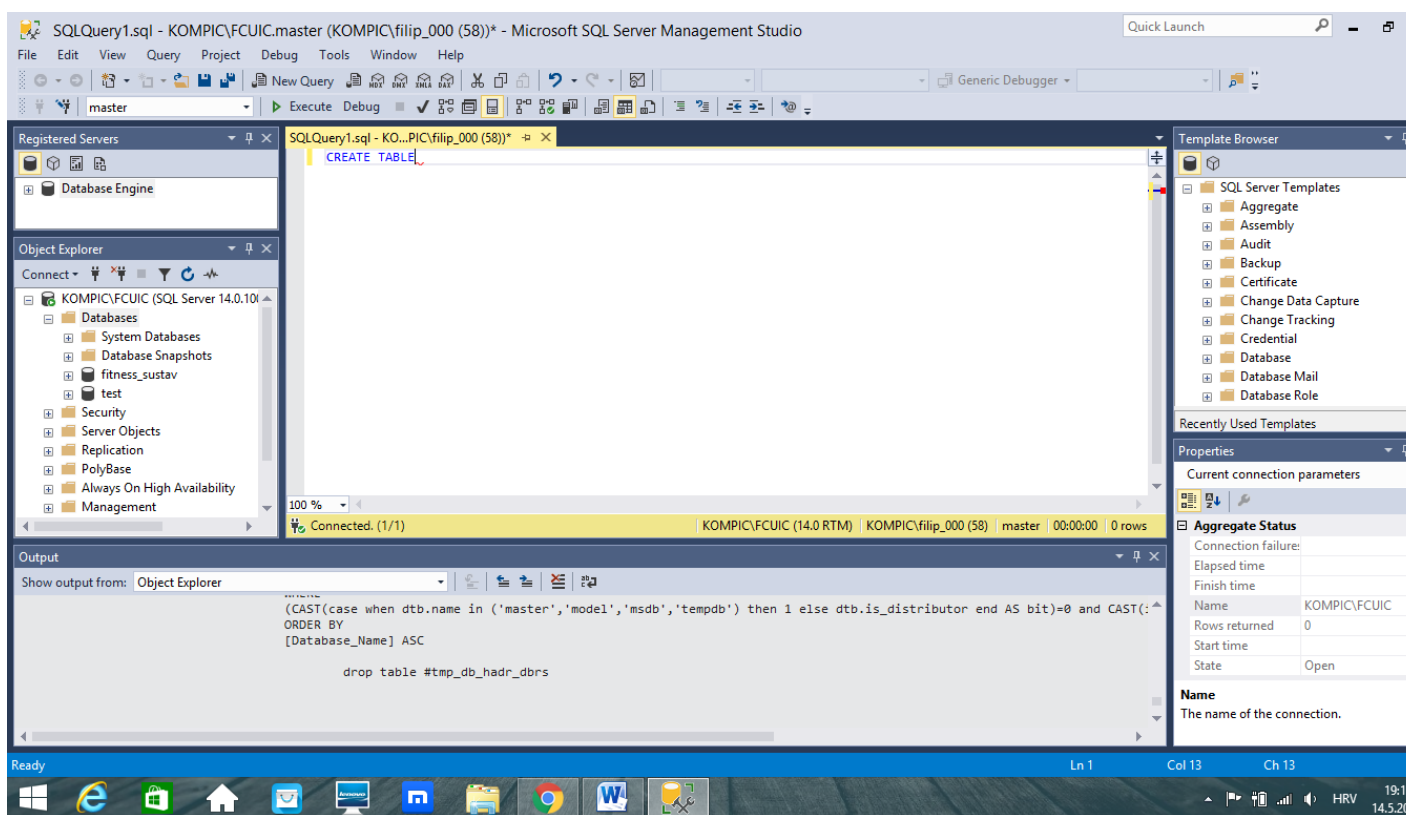 SQLQuery1.sql - KOMPIC\FCUIC.master (KOMPIC\filip_000 (58))* - Microsoft SQL Server Management Studio
Quick Launch
File Edit View Query Project Debug Tools Window Help
New Query
Generic Debugger
master
Execute Debug
Registered Servers
Database Engine
Object Explorer
Connect
KOMPIC\FCUIC (SQL Server 14.0.100
Databases
System Databases
Database Snapshots
fitness_sustav
test
Security
Server Objects
Replication
PolyBase
Always On High Availability
Management
SQLQuery1.sql - KO...PIC\filip_000 (58))*
CREATE TABLE
100 %
Connected. (1/1)
KOMPIC\FCUIC (14.0 RTM) KOMPIC\filip_000 (58) master 00:00:00 0 rows
Template Browser
SQL Server Templates
Aggregate
Assembly
Audit
Backup
Certificate
Change Data Capture
Change Tracking
Credential
Database
Database Mail
Database Role
Recently Used Templates
Properties
Current connection parameters
Aggregate Status
Connection failures
Elapsed time
Finish time
Name KOMPIC\FCUIC
Rows returned 0
Start time
State Open
Name
The name of the connection.
Output
Show output from: Object Explorer
WHERE
(CAST(case when dtb.name in ('master','model','msdb','tempdb') then 1 else dtb.is_distributor end AS bit)=0 and CAST(
ORDER BY
[Database_Name] ASC
drop table #tmp_db_hadr_dbrs
Ready
Ln 1 Col 13 Ch 13
lenovo
HRV
19:1
14.5.20